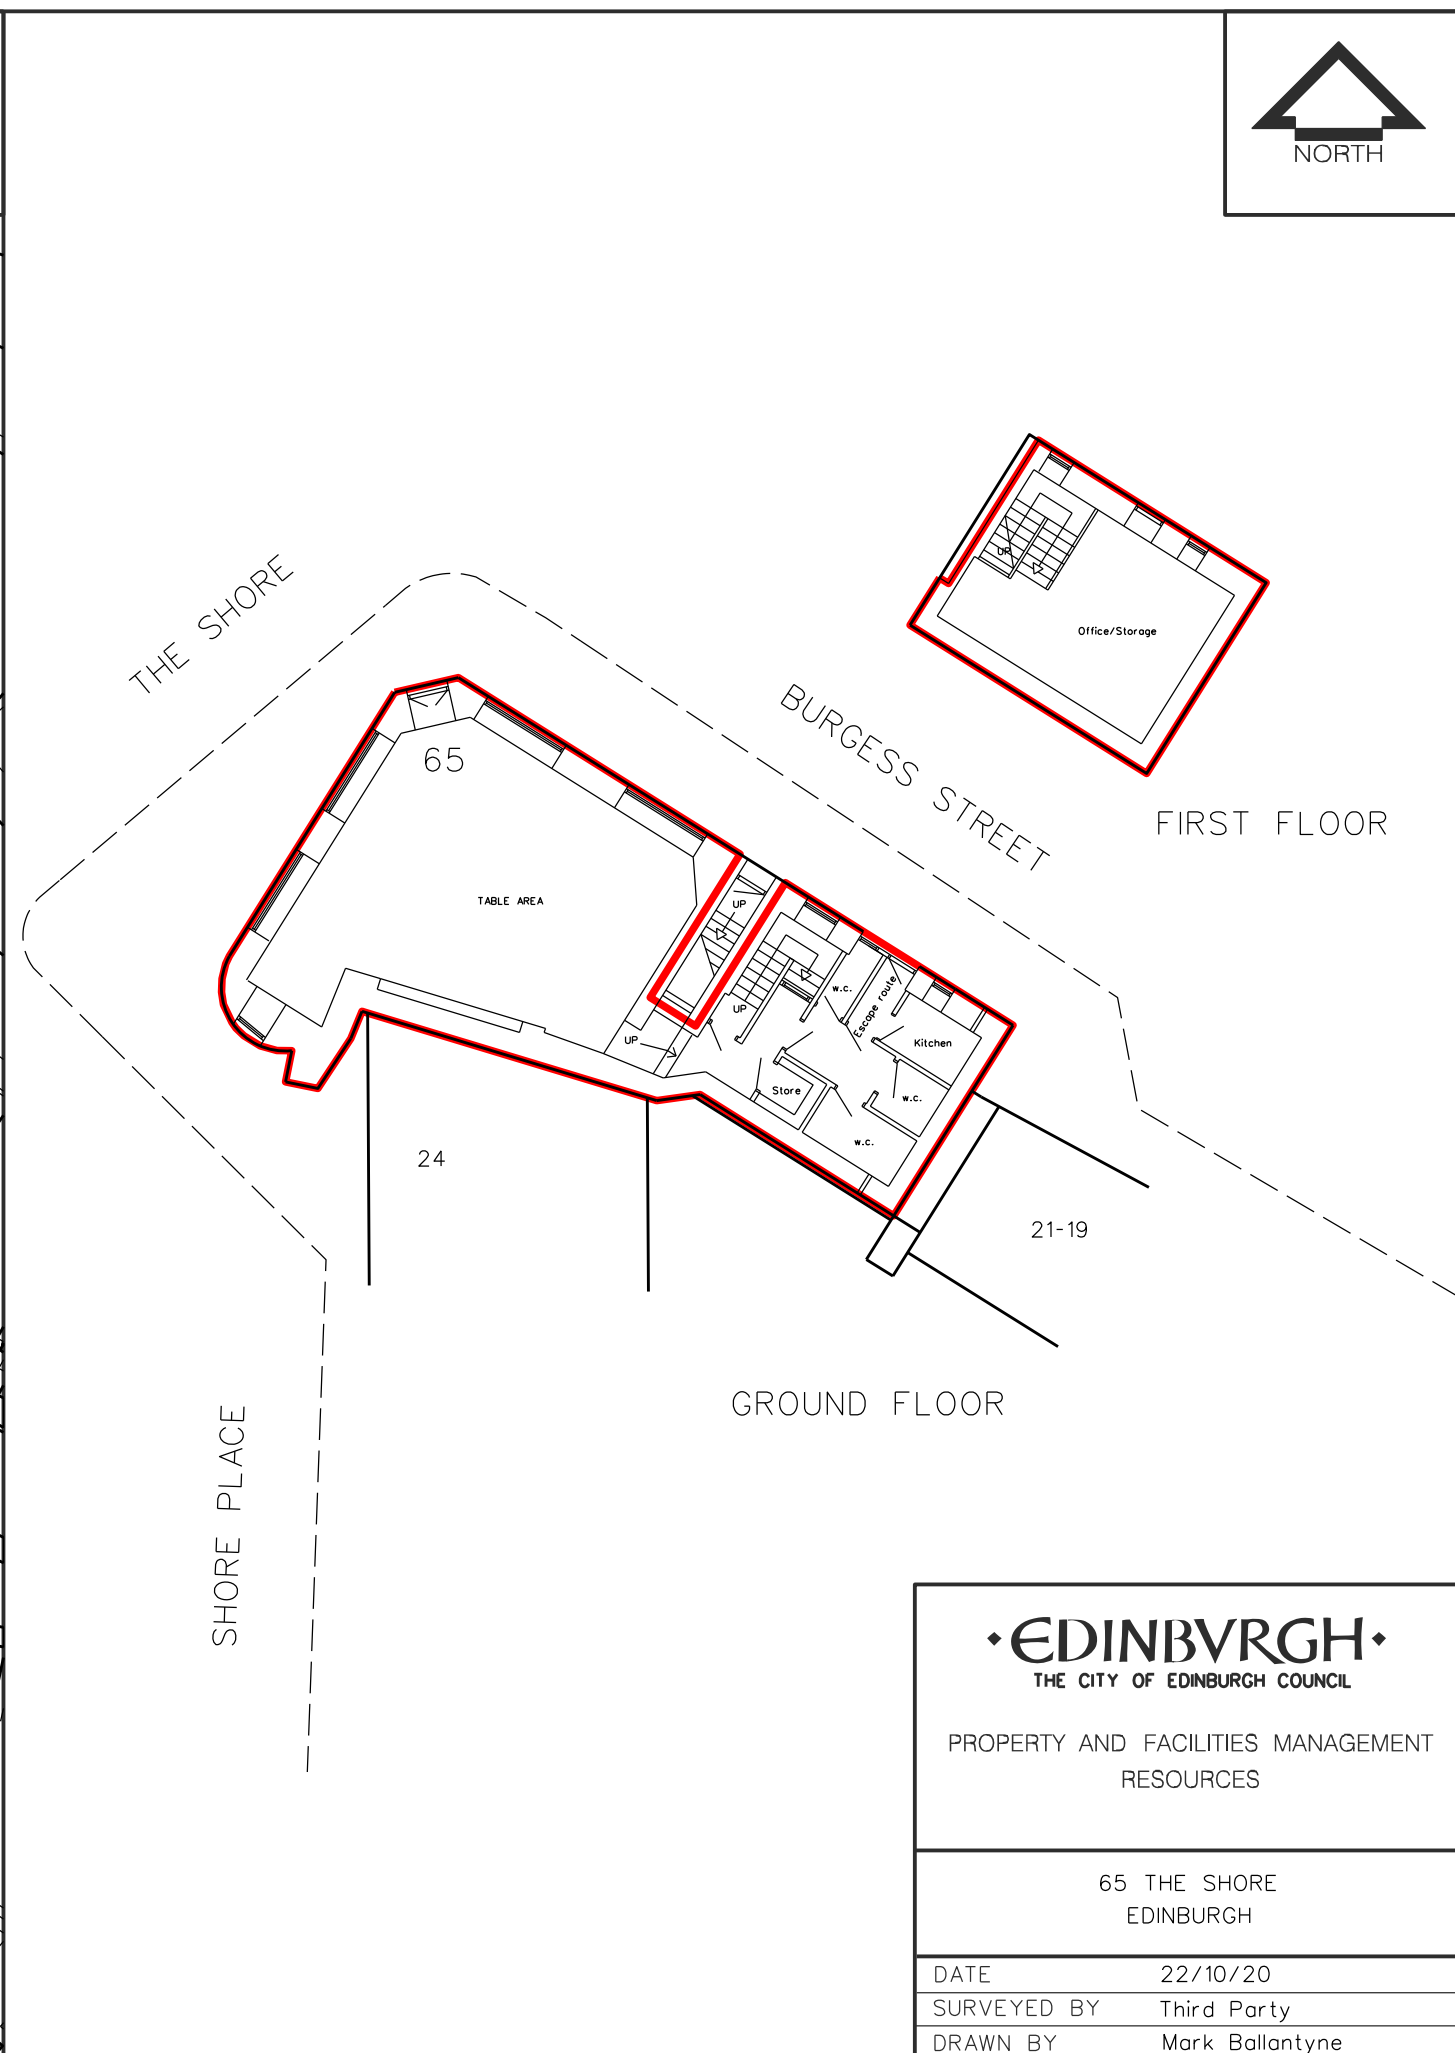 NORTH
THE SHORE
BURGESS STREET
UP
Office/Storage
FIRST FLOOR
65
TABLE AREA
UP
UP
UP
w.c.
Escape route
Kitchen
Store
w.c.
w.c.
24
21-19
GROUND FLOOR
SHORE PLACE
EDINBVRGH
THE CITY OF EDINBURGH COUNCIL
PROPERTY AND FACILITIES MANAGEMENT
RESOURCES
65 THE SHORE
EDINBURGH
DATE 22/10/20
SURVEYED BY Third Party
DRAWN BY Mark Ballantyne